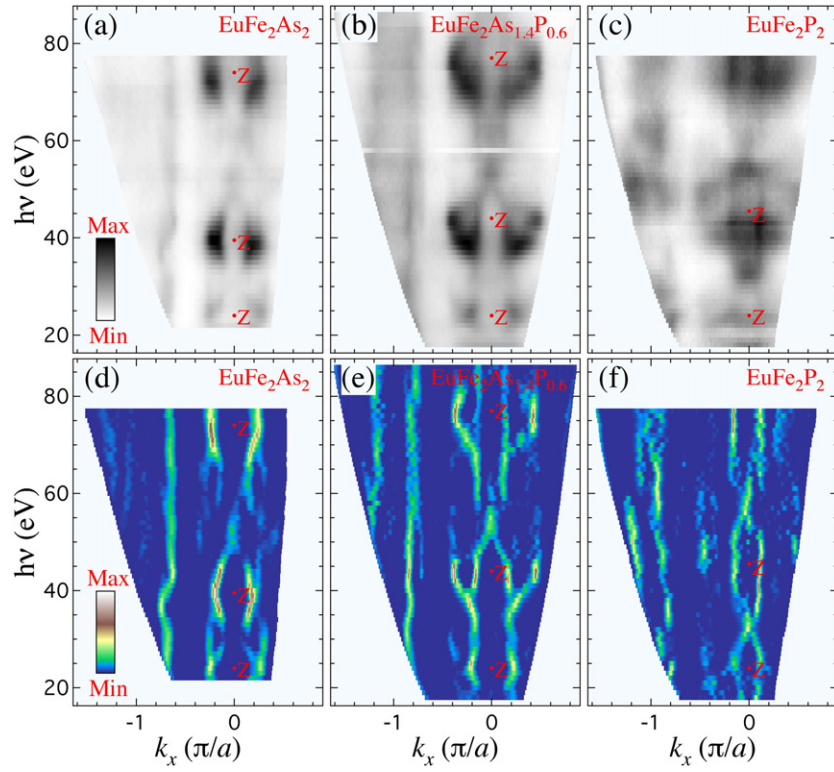 (a) EuFe₂As₂
(b) EuFe₂As₁.₄P₀.₆
(c) EuFe₂P₂
80
60
40
20
hν (eV)
Z
Z
Z
Max
Min
Z
Z
Z
Z
Z
(d) EuFe₂As₂
(e) EuFe₂As₁.₄P₀.₆
(f) EuFe₂P₂
80
60
40
20
hν (eV)
Z
Z
Z
Max
Min
Z
Z
Z
Z
Z
-1 0
-1 0
-1 0
kₓ (π/a)
kₓ (π/a)
kₓ (π/a)